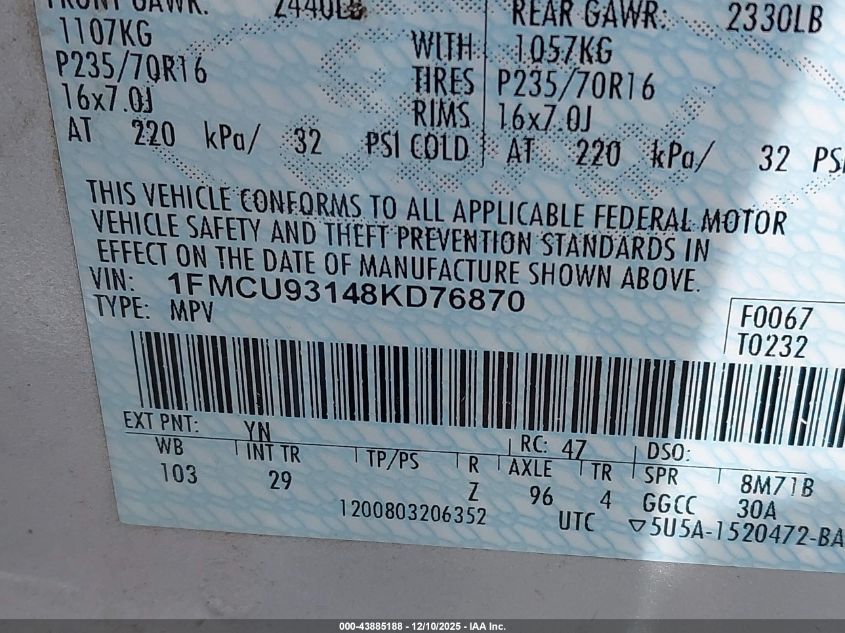 FRONT GAWR: 2440LB REAR GAWR: 2330LB
1107KG WITH 1057KG
P235/70R16 TIRES P235/70R16
16x7.0J RIMS 16x7.0J
AT 220 kPa/ 32 PSI COLD AT 220 kPa/ 32 PSI
THIS VEHICLE CONFORMS TO ALL APPLICABLE FEDERAL MOTOR
VEHICLE SAFETY AND THEFT PREVENTION STANDARDS IN
EFFECT ON THE DATE OF MANUFACTURE SHOWN ABOVE.
VIN: 1FMCU93148KD76870
TYPE: MPV
F0067
T0232
EXT PNT: YN RC: 47 DSO:
WB INT TR TP/PS R AXLE TR SPR 8M71B
103 29 Z 96 4 GGCC 30A
1200803206352 UTC ▽5U5A-1520472-BA
000-43885188 - 12/10/2025 - IAA Inc.